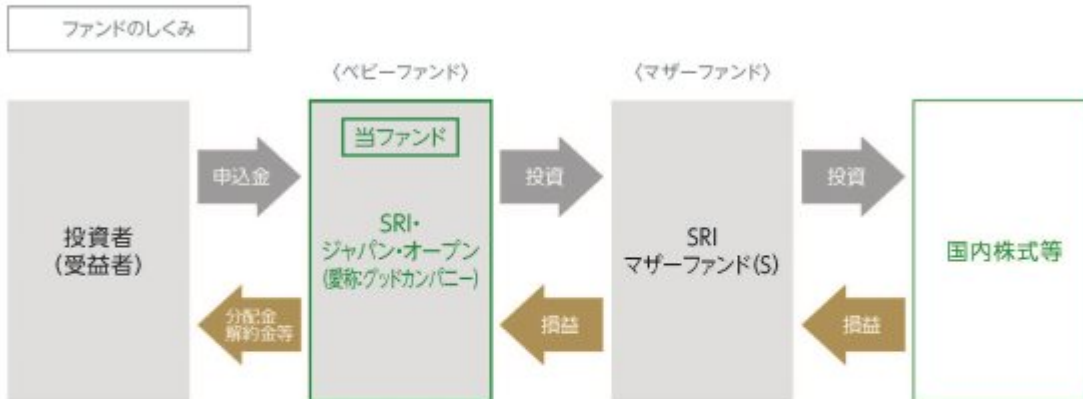 ファンドのしくみ
〈ベビーファンド〉
〈マザーファンド〉
投資者
(受益者)
申込金
分配金
解約金等
当ファンド
SRI・
ジャパン・オープン
(愛称:グッドカンパニー)
投資
損益
SRI
マザーファンド(S)
投資
損益
国内株式等